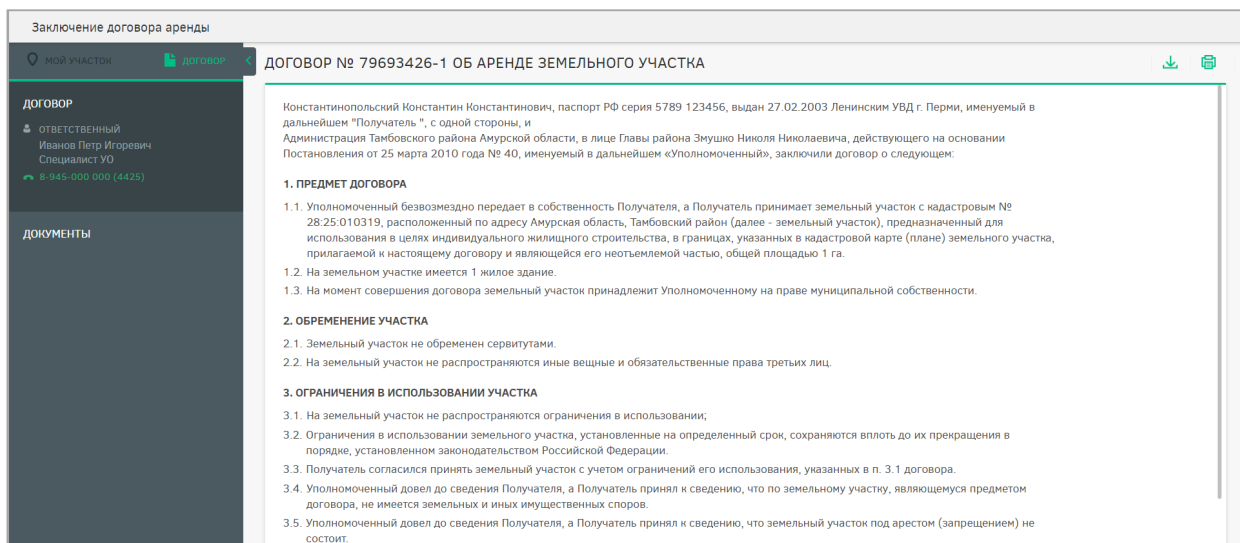 Заключение договора аренды
МОЙ УЧАСТОК
ДОГОВОР
ДОГОВОР
ОТВЕТСТВЕННЫЙ
Иванов Петр Игоревич
Специалист УО
8-945-000 000 (4425)
ДОКУМЕНТЫ
ДОГОВОР № 79693426-1 ОБ АРЕНДЕ ЗЕМЕЛЬНОГО УЧАСТКА
Константинопольский Константин Константинович, паспорт РФ серия 5789 123456, выдан 27.02.2003 Ленинским УВД г. Перми, именуемый в
дальнейшем "Получатель ", с одной стороны, и
Администрация Тамбовского района Амурской области, в лице Главы района Змушко Николя Николаевича, действующего на основании
Постановления от 25 марта 2010 года № 40, именуемый в дальнейшем «Уполномоченный», заключили договор о следующем:
1. ПРЕДМЕТ ДОГОВОРА
1.1. Уполномоченный безвозмездно передает в собственность Получателя, а Получатель принимает земельный участок с кадастровым №
28:25:010319, расположенный по адресу Амурская область, Тамбовский район (далее - земельный участок), предназначенный для
использования в целях индивидуального жилищного строительства, в границах, указанных в кадастровой карте (плане) земельного участка,
прилагаемой к настоящему договору и являющейся его неотъемлемой частью, общей площадью 1 га.
1.2. На земельном участке имеется 1 жилое здание.
1.3. На момент совершения договора земельный участок принадлежит Уполномоченному на праве муниципальной собственности.
2. ОБРЕМЕНЕНИЕ УЧАСТКА
2.1. Земельный участок не обременен сервитутами.
2.2. На земельный участок не распространяются иные вещные и обязательственные права третьих лиц.
3. ОГРАНИЧЕНИЯ В ИСПОЛЬЗОВАНИИ УЧАСТКА
3.1. На земельный участок не распространяются ограничения в использовании;
3.2. Ограничения в использовании земельного участка, установленные на определенный срок, сохраняются вплоть до их прекращения в
порядке, установленном законодательством Российской Федерации.
3.3. Получатель согласился принять земельный участок с учетом ограничений его использования, указанных в п. 3.1 договора.
3.4. Уполномоченный довел до сведения Получателя, а Получатель принял к сведению, что по земельному участку, являющемуся предметом
договора, не имеется земельных и иных имущественных споров.
3.5. Уполномоченный довел до сведения Получателя, а Получатель принял к сведению, что земельный участок под арестом (запрещением) не
состоит.